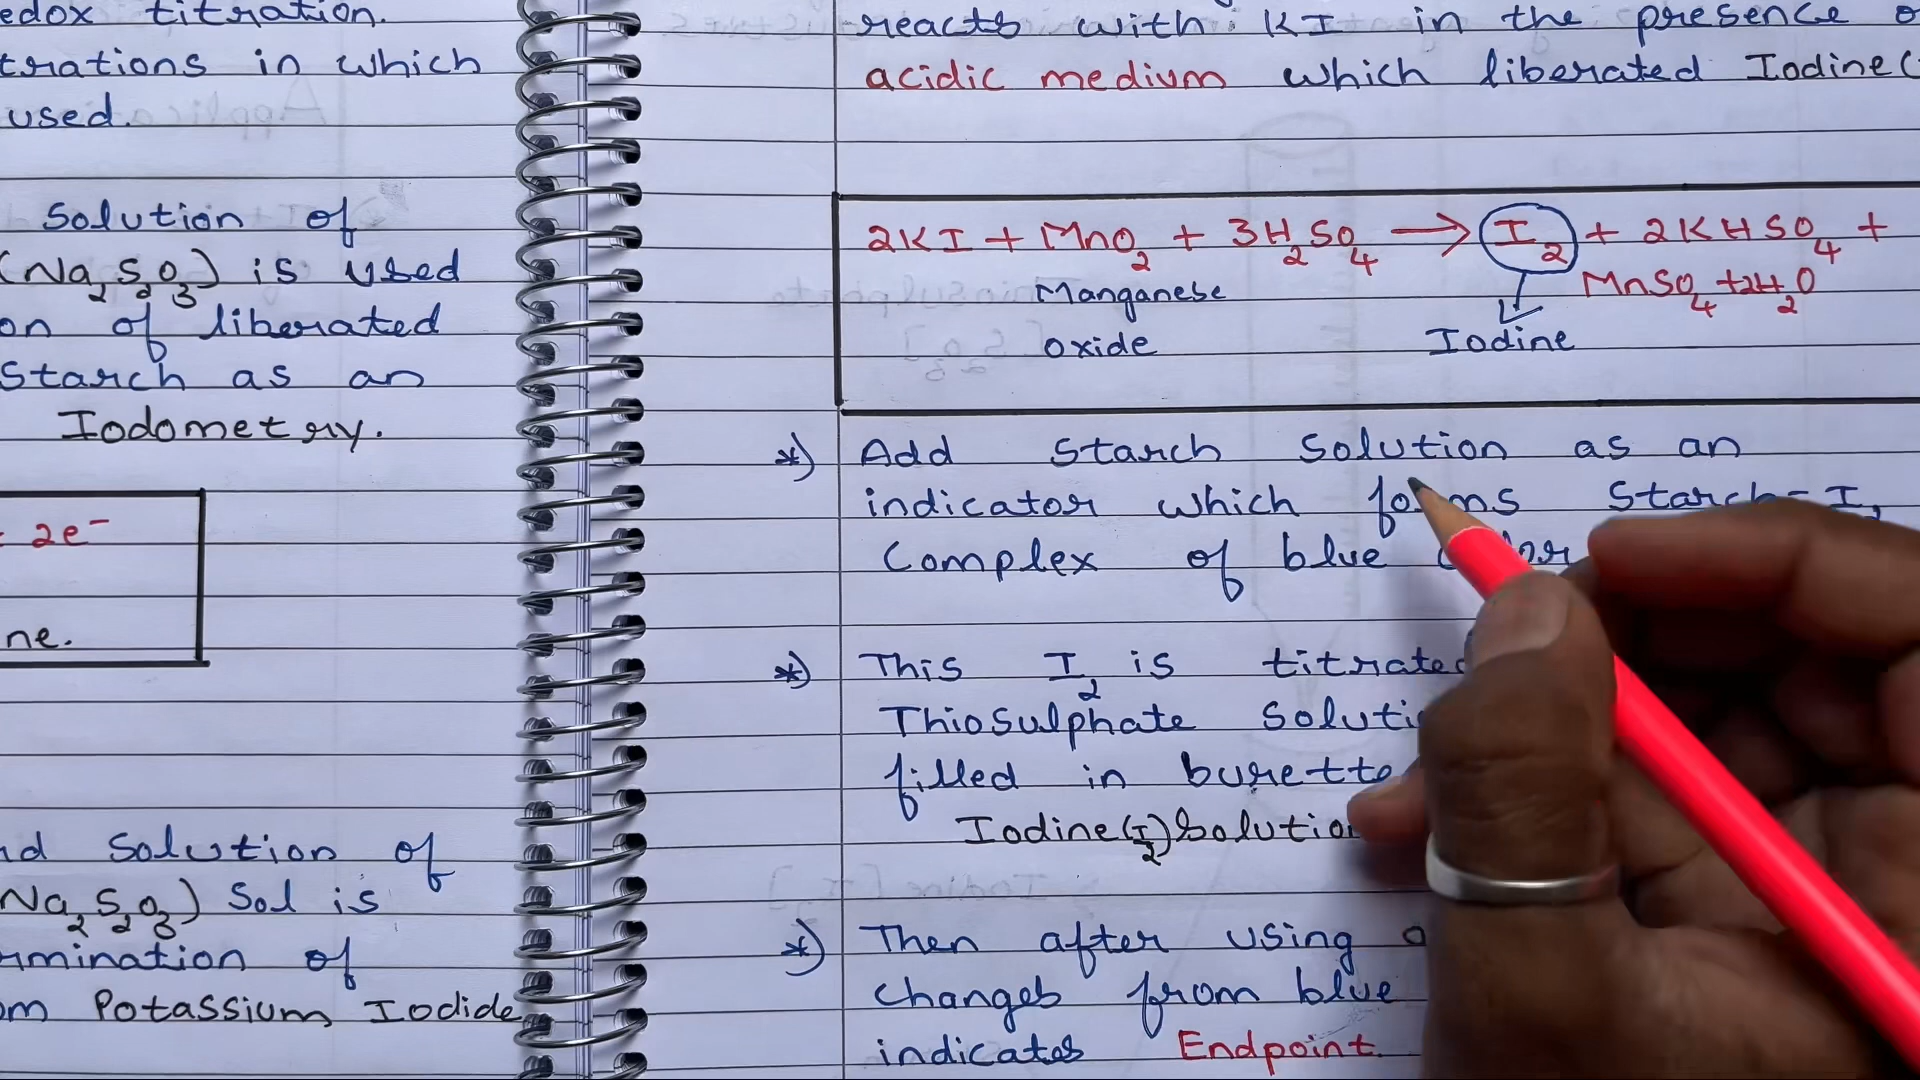 edox titration.
trations in which
used.
Solution of
(Na2S2O3) is used
on of liberated
Starch as an
Iodometry.
2e-
ne.
Solution of
Na2S2O3) Sol is
rmination of
om Potassium Iodide
reacts with KI in the presence
acidic medium which liberated Iodine(
2KI + MnO2 + 3H2SO4 → I2 + 2KHSO4 +
MnSO4 + 2H2O
Manganese
oxide
Iodine
*) Add Starch Solution as an
indicator which forms Starch-I2
Complex of blue
*) This I2 is titrated
Thiosulphate
filled in burette
Iodine(I2)Solution
*) Then after using
changes from blue
indicates Endpoint.